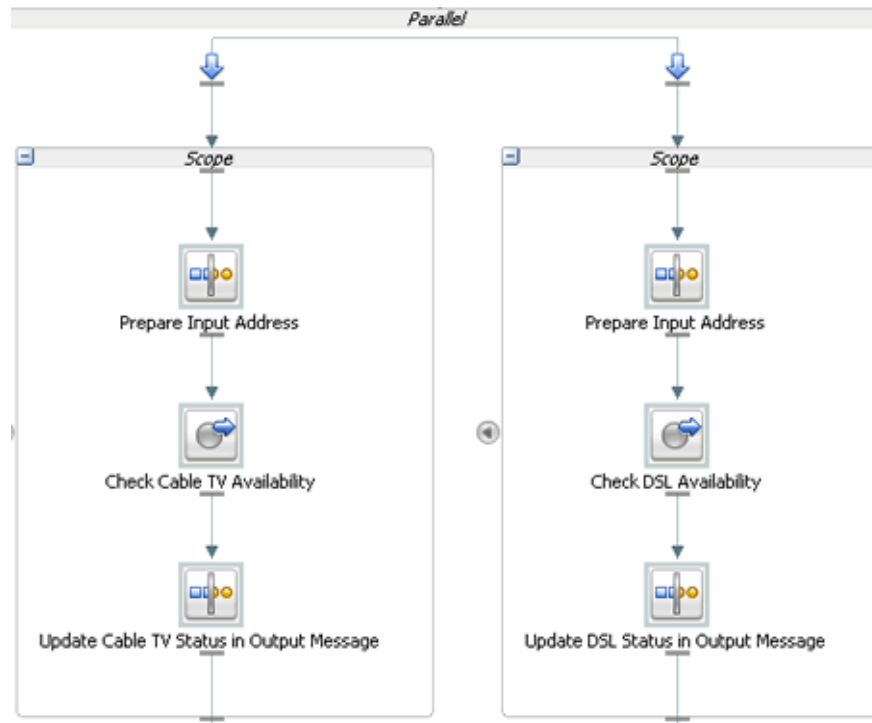 Parallel
Scope
Prepare Input Address
Check Cable TV Availability
Update Cable TV Status in Output Message
Scope
Prepare Input Address
Check DSL Availability
Update DSL Status in Output Message